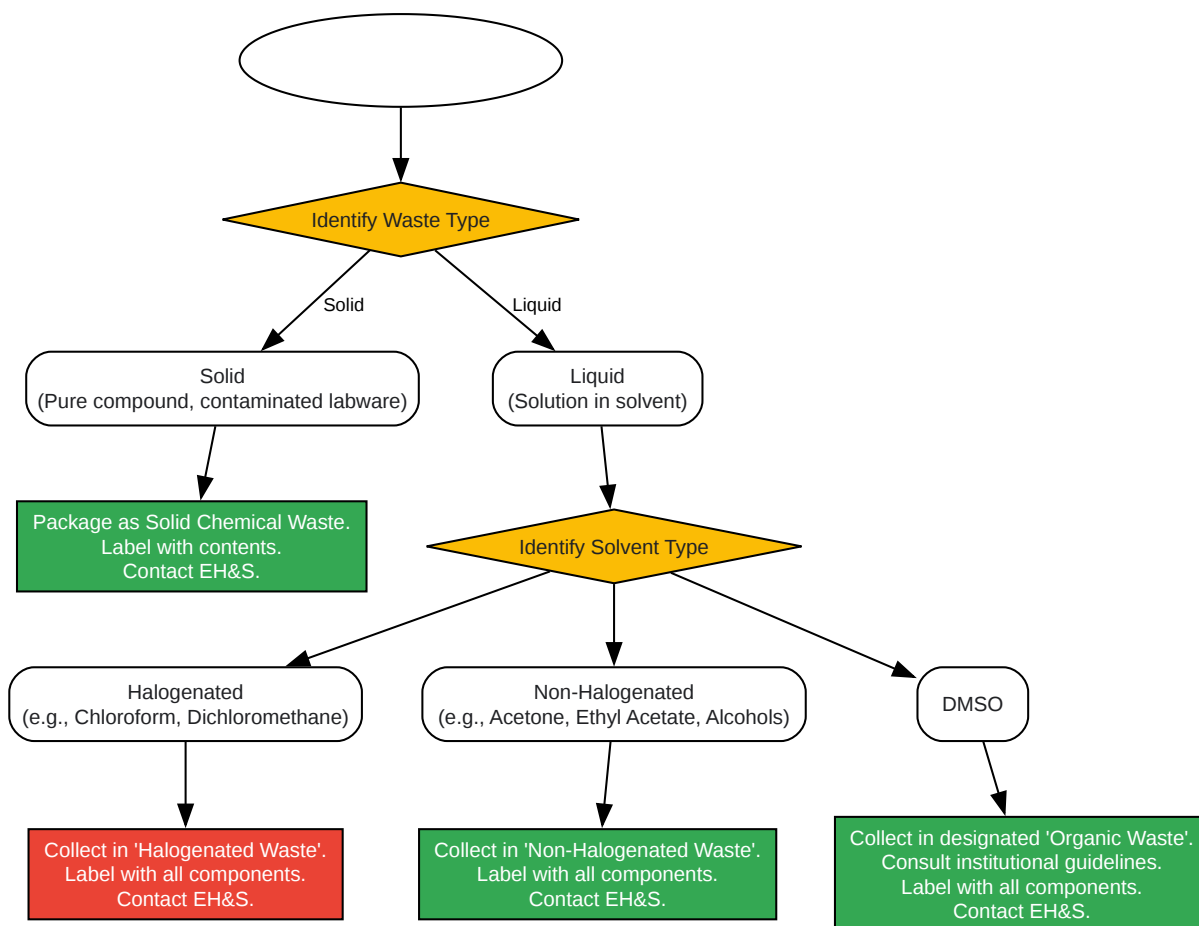 Identify Waste Type
Solid
Liquid
Solid
(Pure compound, contaminated labware)
Liquid
(Solution in solvent)
Package as Solid Chemical Waste.
Label with contents.
Contact EH&S.
Identify Solvent Type
Halogenated
(e.g., Chloroform, Dichloromethane)
Non-Halogenated
(e.g., Acetone, Ethyl Acetate, Alcohols)
DMSO
Collect in 'Halogenated Waste'.
Label with all components.
Contact EH&S.
Collect in 'Non-Halogenated Waste'.
Label with all components.
Contact EH&S.
Collect in designated 'Organic Waste'.
Consult institutional guidelines.
Label with all components.
Contact EH&S.